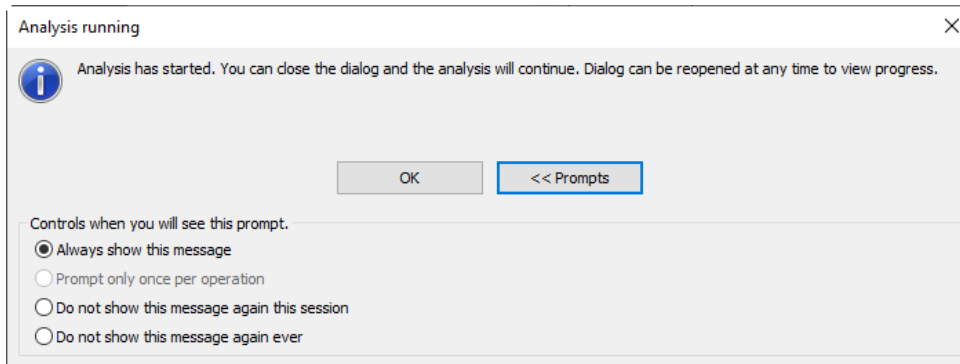 Analysis running
Analysis has started. You can close the dialog and the analysis will continue. Dialog can be reopened at any time to view progress.
OK
<< Prompts
Controls when you will see this prompt.
Always show this message
Prompt only once per operation
Do not show this message again this session
Do not show this message again ever